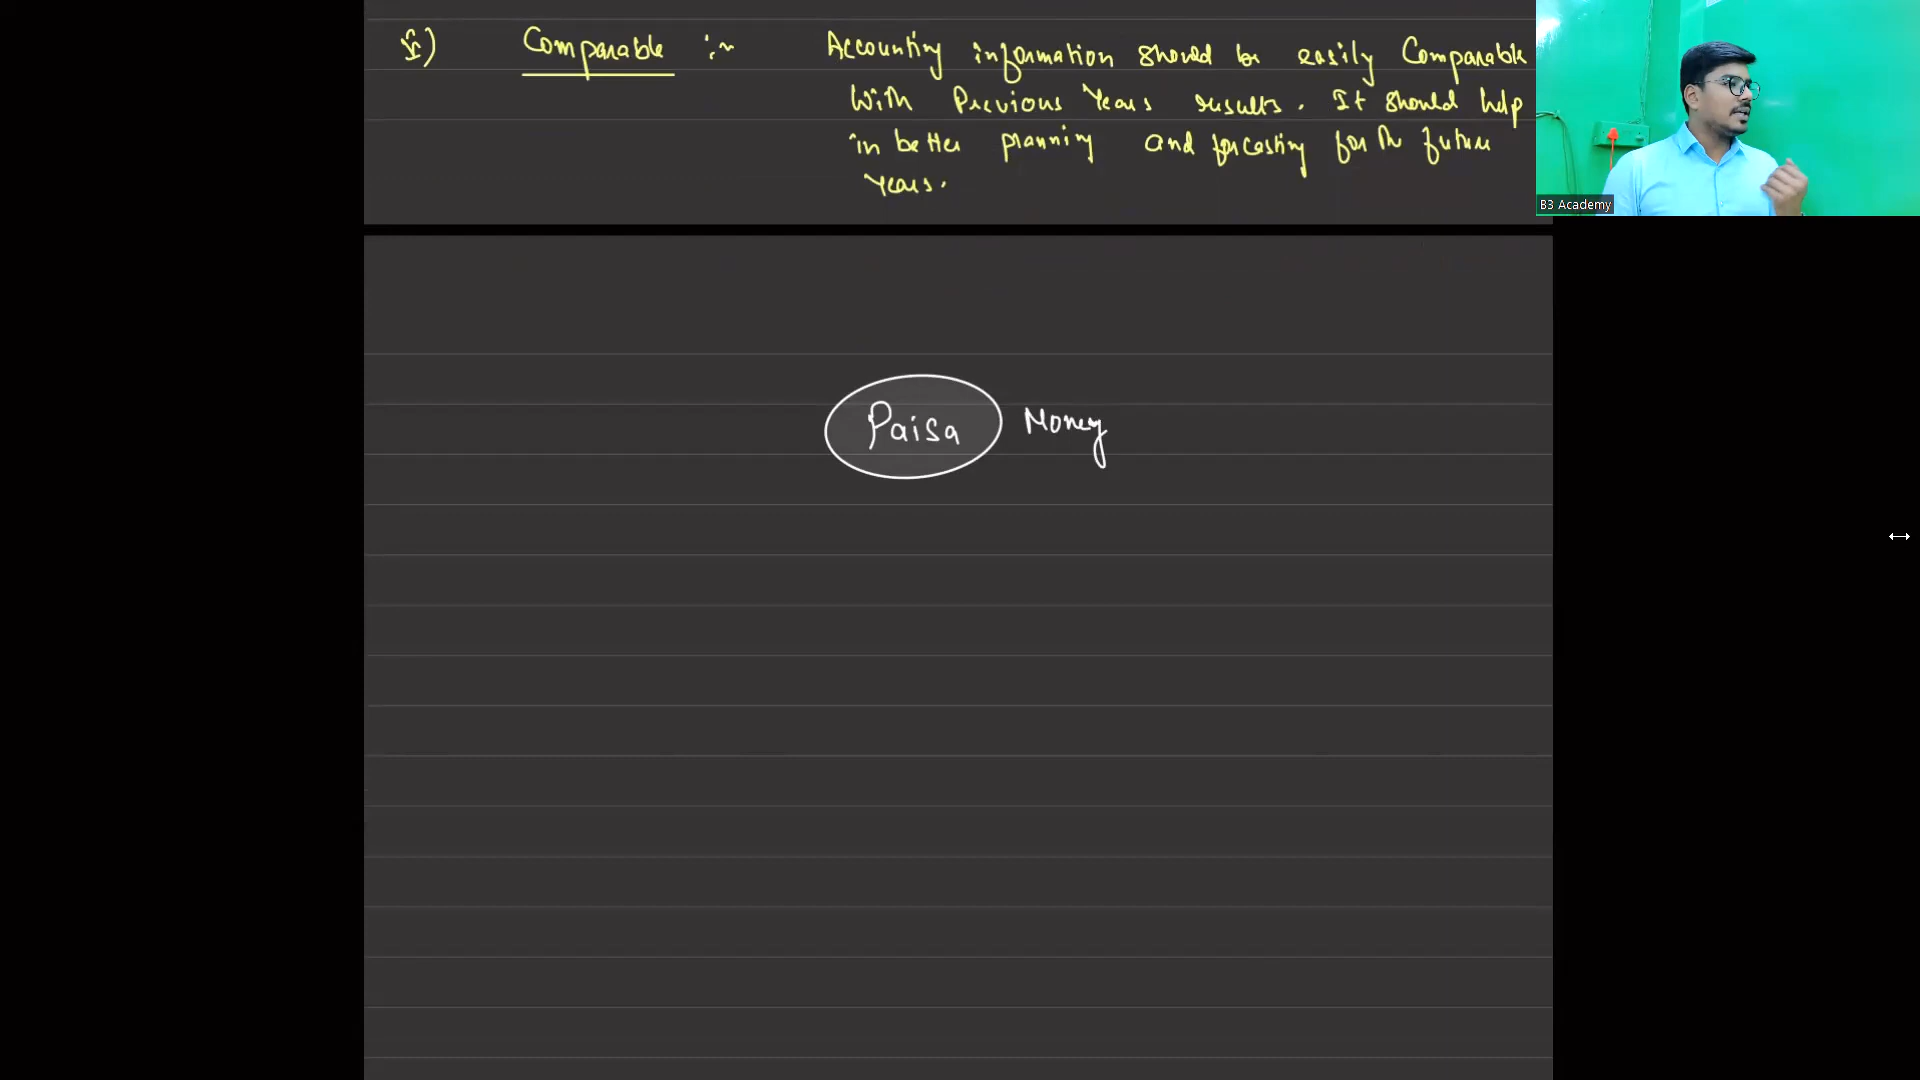 Comparable :~ Accounting information should be easily Comparable
With Previous Years results. It should help
in better planning and forcasting for the future
Years.
B3 Academy
Paisa Money